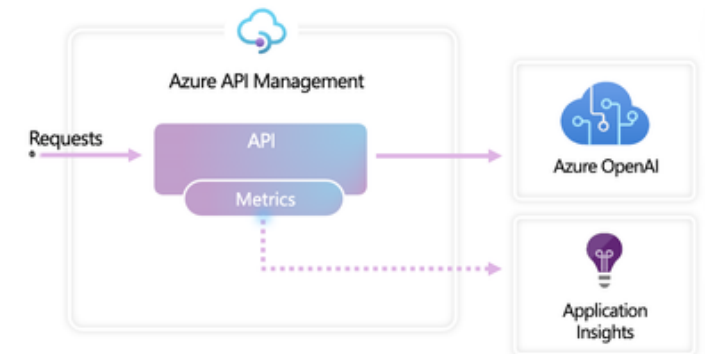 Azure API Management
Requests
API
Metrics
Azure OpenAI
Application
Insights